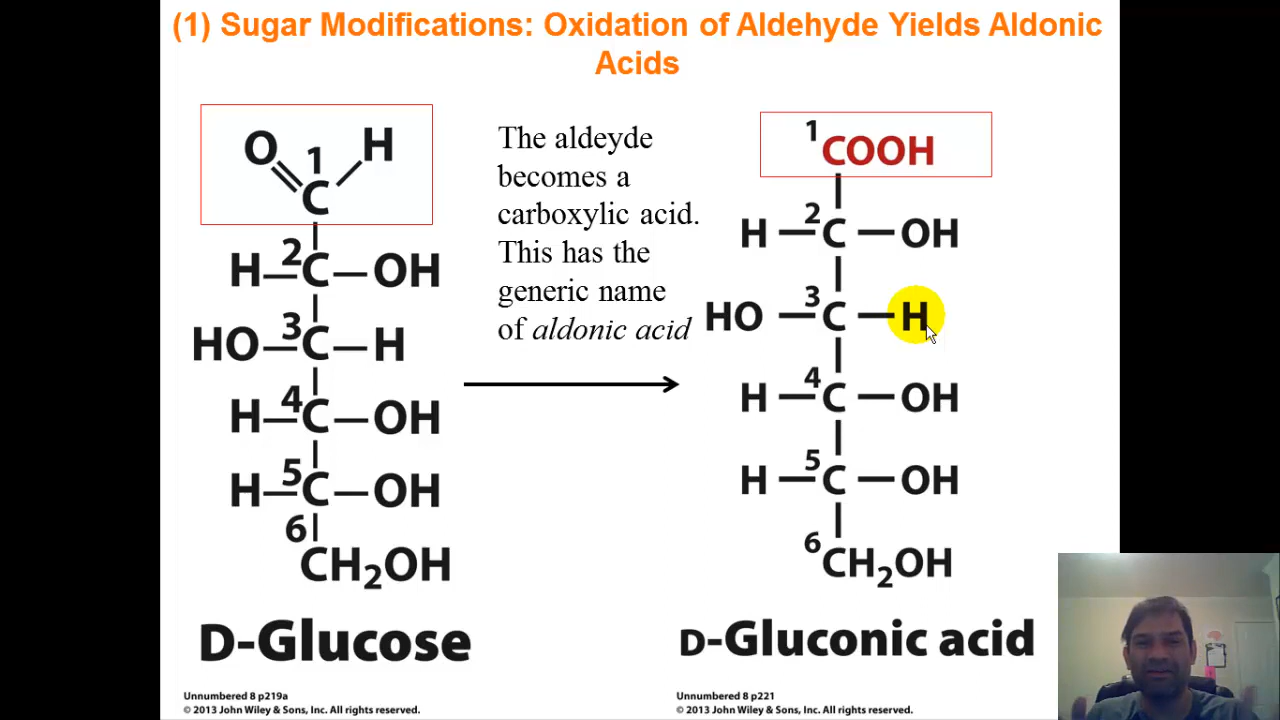 (1) Sugar Modifications: Oxidation of Aldehyde Yields Aldonic
Acids
O 1 H
C
H 2 C OH
HO 3 C H
H 4 C OH
H 5 C OH
6
CH₂OH
D-Glucose
Unnumbered 8 p219a
© 2013 John Wiley & Sons, Inc. All rights reserved.
The aldeyde
becomes a
carboxylic acid.
This has the
generic name
of aldonic acid
1 COOH
H 2 C OH
HO 3 C H
H 4 C OH
H 5 C OH
6 CH₂OH
D-Gluconic acid
Unnumbered 8 p221
© 2013 John Wiley & Sons, Inc. All rights reserved.